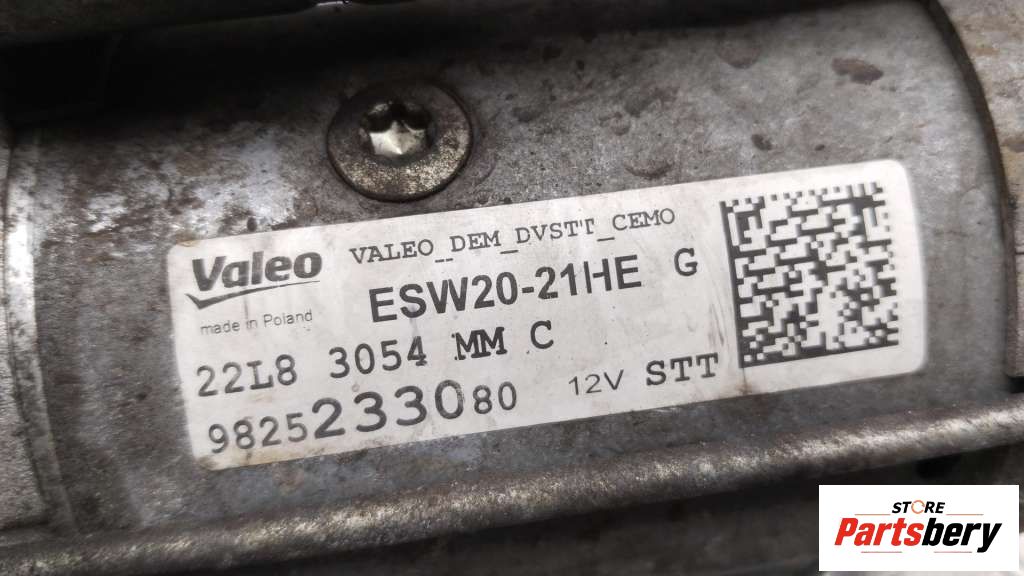 Valeo
VALEO_DEM_DVSTT_CEMO
ESW20-21HE G
made in Poland
22L8 3054 MM C
9825233080 12V STT
STORE
Partsbery